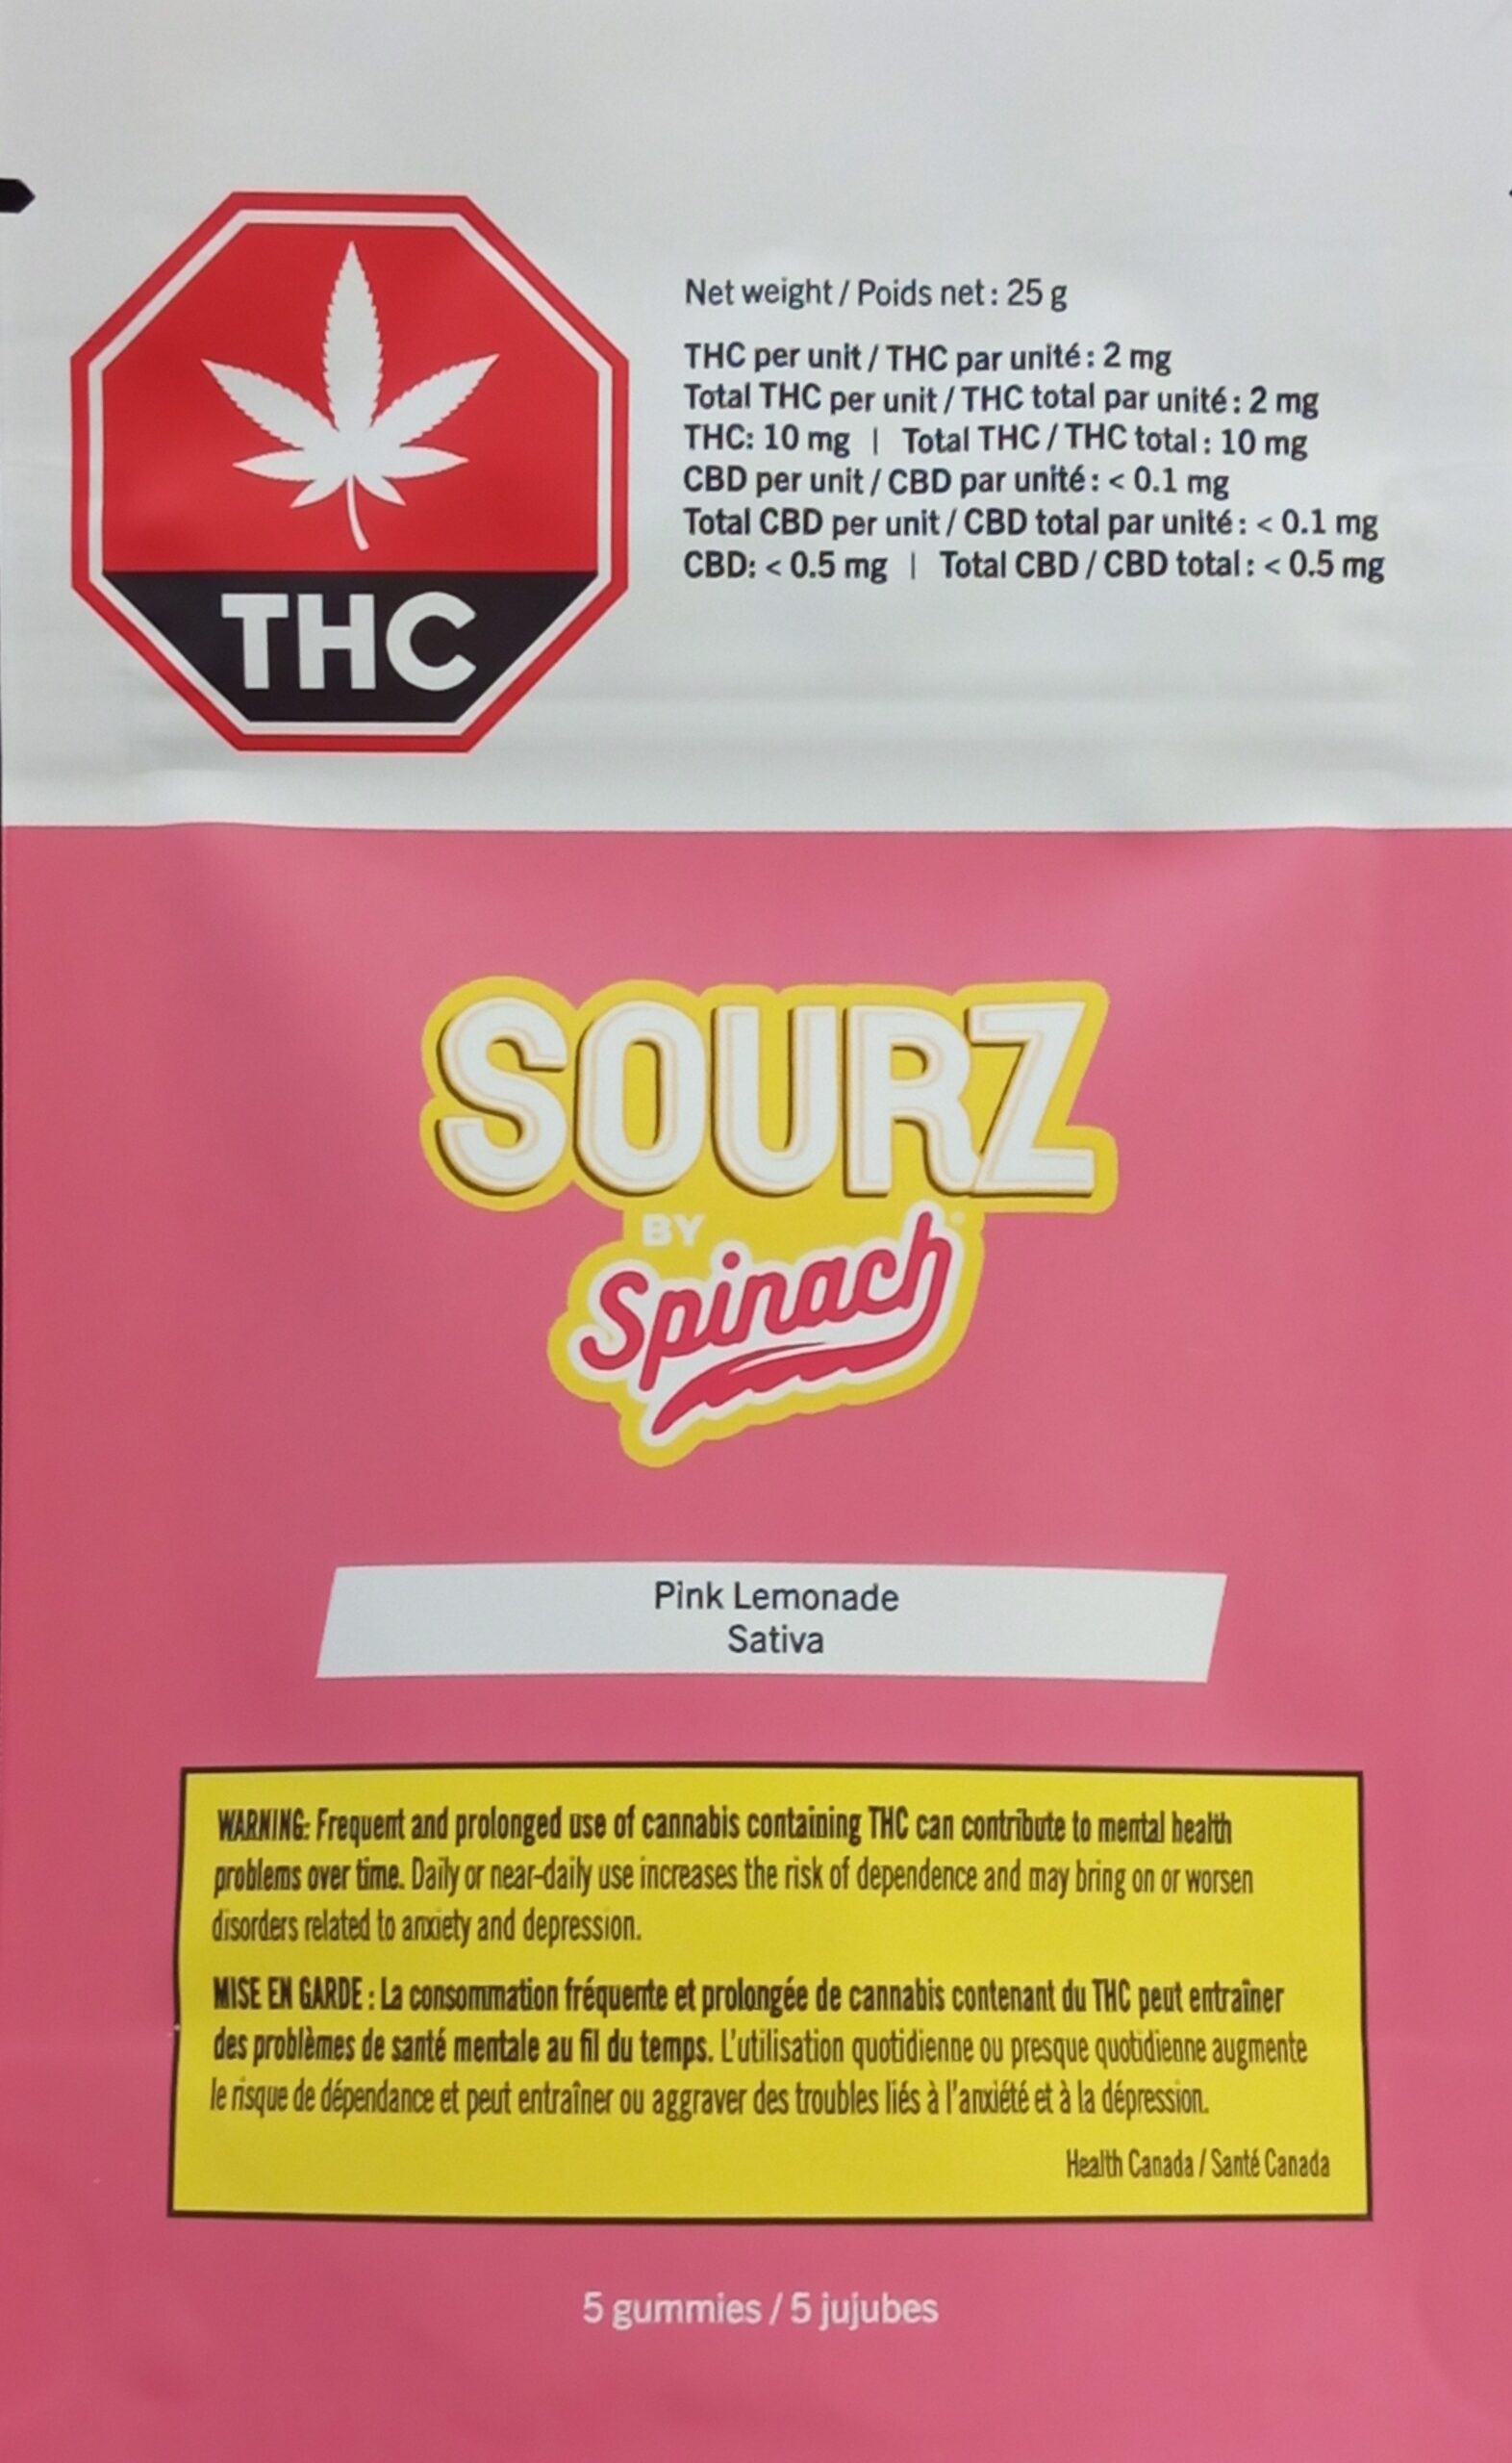 Net weight / Poids net : 25 g
THC per unit / THC par unité : 2 mg
Total THC per unit / THC total par unité : 2 mg
THC: 10 mg | Total THC / THC total : 10 mg
CBD per unit / CBD par unité : < 0.1 mg
Total CBD per unit / CBD total par unité : < 0.1 mg
CBD: < 0.5 mg | Total CBD / CBD total : < 0.5 mg
THC
SOURZ
BY
Spinach
Pink Lemonade
Sativa
WARNING: Frequent and prolonged use of cannabis containing THC can contribute to mental health
problems over time. Daily or near-daily use increases the risk of dependence and may bring on or worsen
disorders related to anxiety and depression.
MISE EN GARDE : La consommation fréquente et prolongée de cannabis contenant du THC peut entraîner
des problèmes de santé mentale au fil du temps. L'utilisation quotidienne ou presque quotidienne augmente
le risque de dépendance et peut entraîner ou aggraver des troubles liés à l'anxiété et à la dépression.
Health Canada / Santé Canada
5 gummies / 5 jujubes